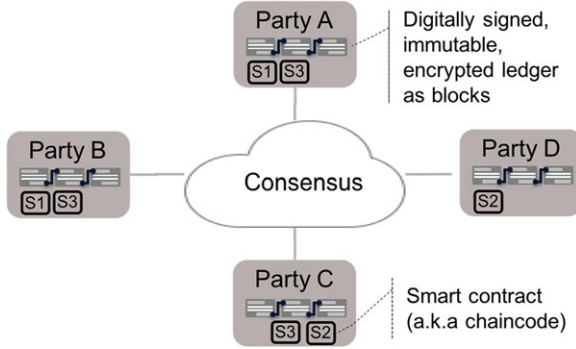 Party A
S1 S3
Digitally signed,
immutable,
encrypted ledger
as blocks
Party B
S1 S3
Consensus
Party D
S2
Party C
S3 S2
Smart contract
(a.k.a chaincode)